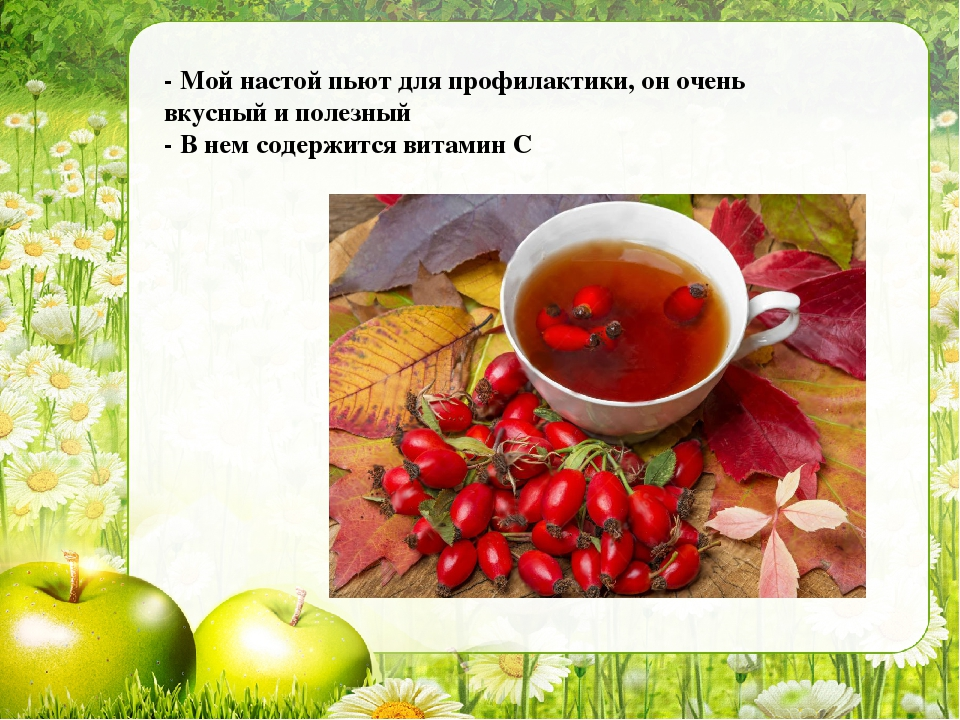 - Мой настой пьют для профилактики, он очень
вкусный и полезный
- В нем содержится витамин С